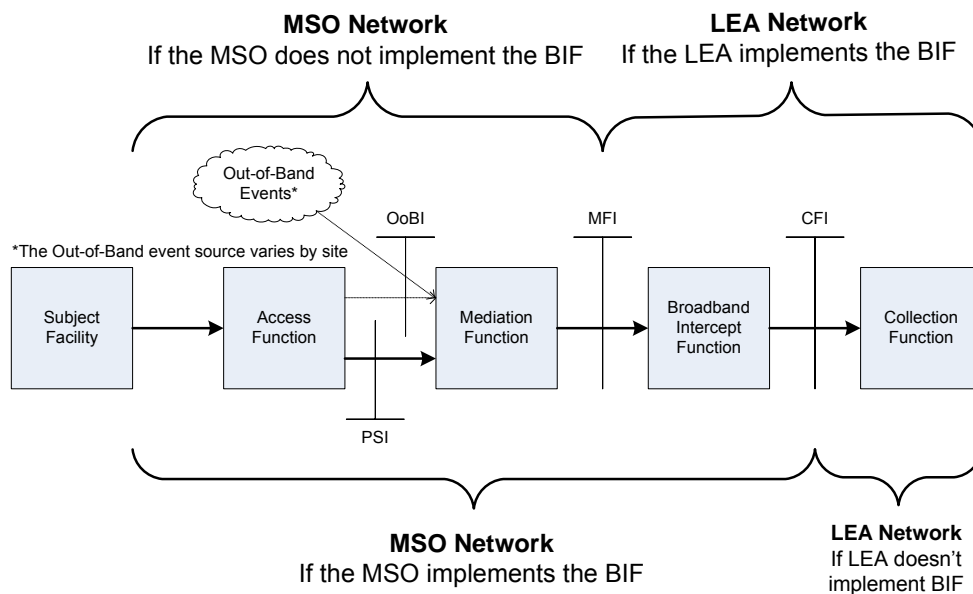 MSO Network
If the MSO does not implement the BIF
LEA Network
If the LEA implements the BIF
Out-of-Band
Events*
OoBI
MFI
CFI
*The Out-of-Band event source varies by site
Subject
Facility
Access
Function
Mediation
Function
Broadband
Intercept
Function
Collection
Function
PSI
MSO Network
If the MSO implements the BIF
LEA Network
If LEA doesn't
implement BIF